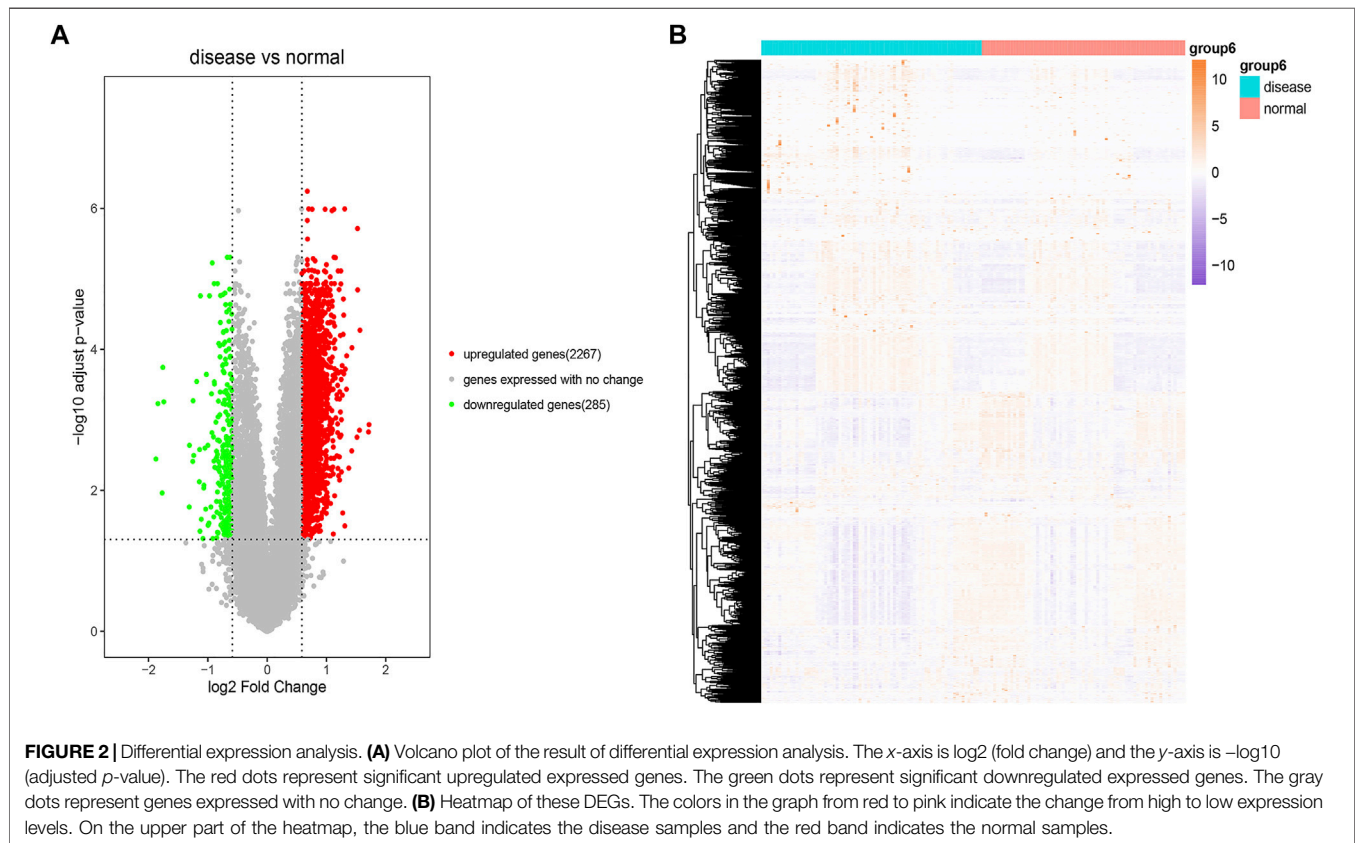 A
disease vs normal
6
4
2
0
−log10 adjust p−value
−2
−1
0
1
2
log2 Fold Change
upregulated genes(2267)
genes expressed with no change
downregulated genes(285)
B
group6
10
5
0
−5
−10
group6
disease
normal
FIGURE 2 | Differential expression analysis. (A) Volcano plot of the result of differential expression analysis. The x-axis is log2 (fold change) and the y-axis is –log10
(adjusted p-value). The red dots represent significant upregulated expressed genes. The green dots represent significant downregulated expressed genes. The gray
dots represent genes expressed with no change. (B) Heatmap of these DEGs. The colors in the graph from red to pink indicate the change from high to low expression
levels. On the upper part of the heatmap, the blue band indicates the disease samples and the red band indicates the normal samples.